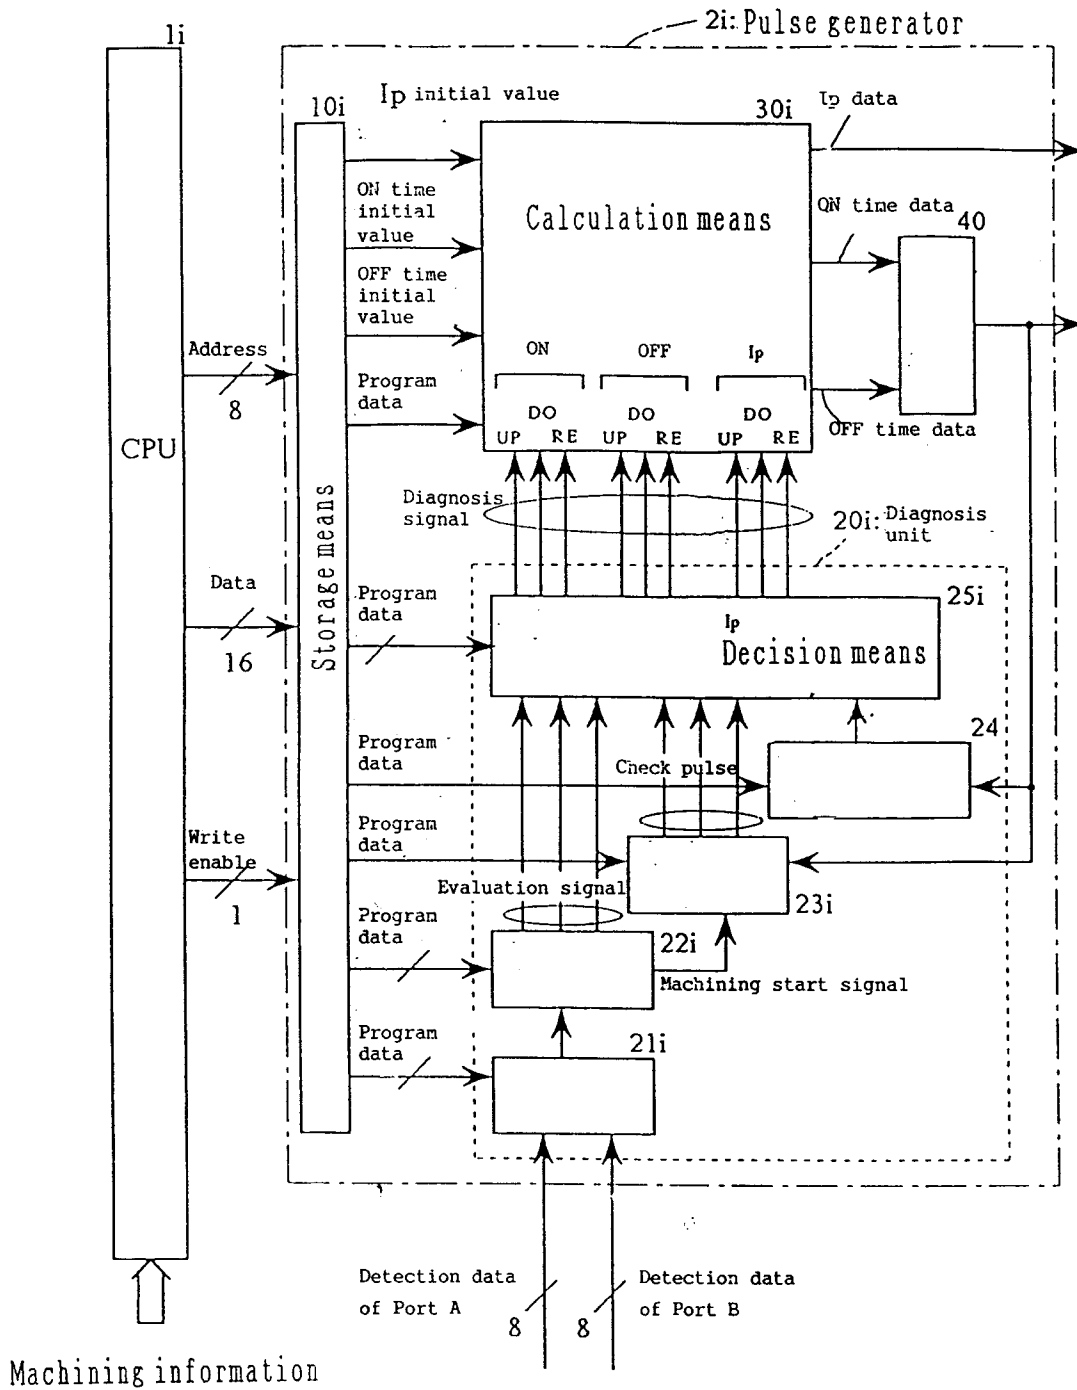 1i
2i: Pulse generator
10i
Ip initial value
30i
Ip data
ON time
initial
value
Calculation means
QN time data
40
OFF time
initial
value
ON
OFF
Ip
Address
8
Program
data
DO
DO
DO
UP
RE
UP
RE
UP
RE
OFF time data
CPU
Diagnosis
signal
20i: Diagnosis
unit
Storage means
Data
16
Program
data
25i
Ip
Decision means
24
Program
data
Check pulse
Write
enable
1
Program
data
Evaluation signal
23i
Program
data
22i
Machining start signal
Program
data
21i
Detection data
of Port A
8
8
Detection data
of Port B
Machining information